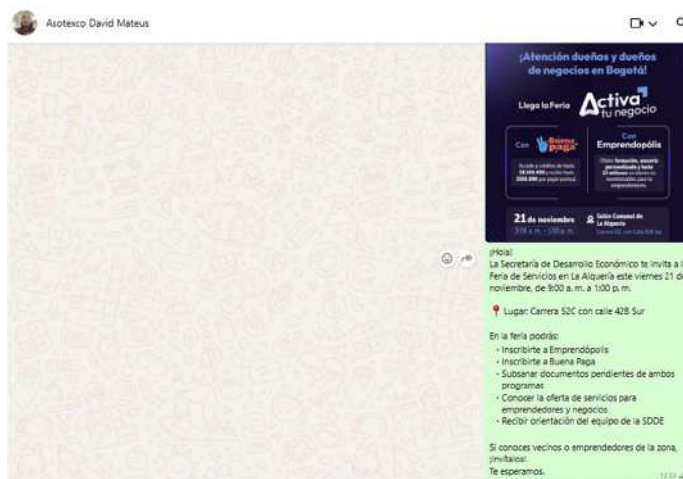 Asotexco David Mateus
¡Atención dueñas y dueños
de negocios en Bogotá!
Llega la Feria Activa
tu negocio
Con Buena
paga
Con
Emprendópolis
21 de noviembre
9:00 a. m. - 1:00 p. m.
Salón Comunal de
La Alquería
¡Hola!
La Secretaría de Desarrollo Económico te invita a l
Feria de Servicios en La Alquería este viernes 21 de
noviembre, de 9:00 a. m. a 1:00 p. m.
📍 Lugar: Carrera 52C con calle 42B Sur
En la feria podrás:
• Inscribirte a Emprendópolis
• Inscribirte a Buena Paga
• Subsanar documentos pendientes de ambos
programas
• Conocer la oferta de servicios para
emprendedores y negocios
• Recibir orientación del equipo de la SDDE
Si conoces vecinos o emprendedores de la zona,
¡invítalos!
Te esperamos.